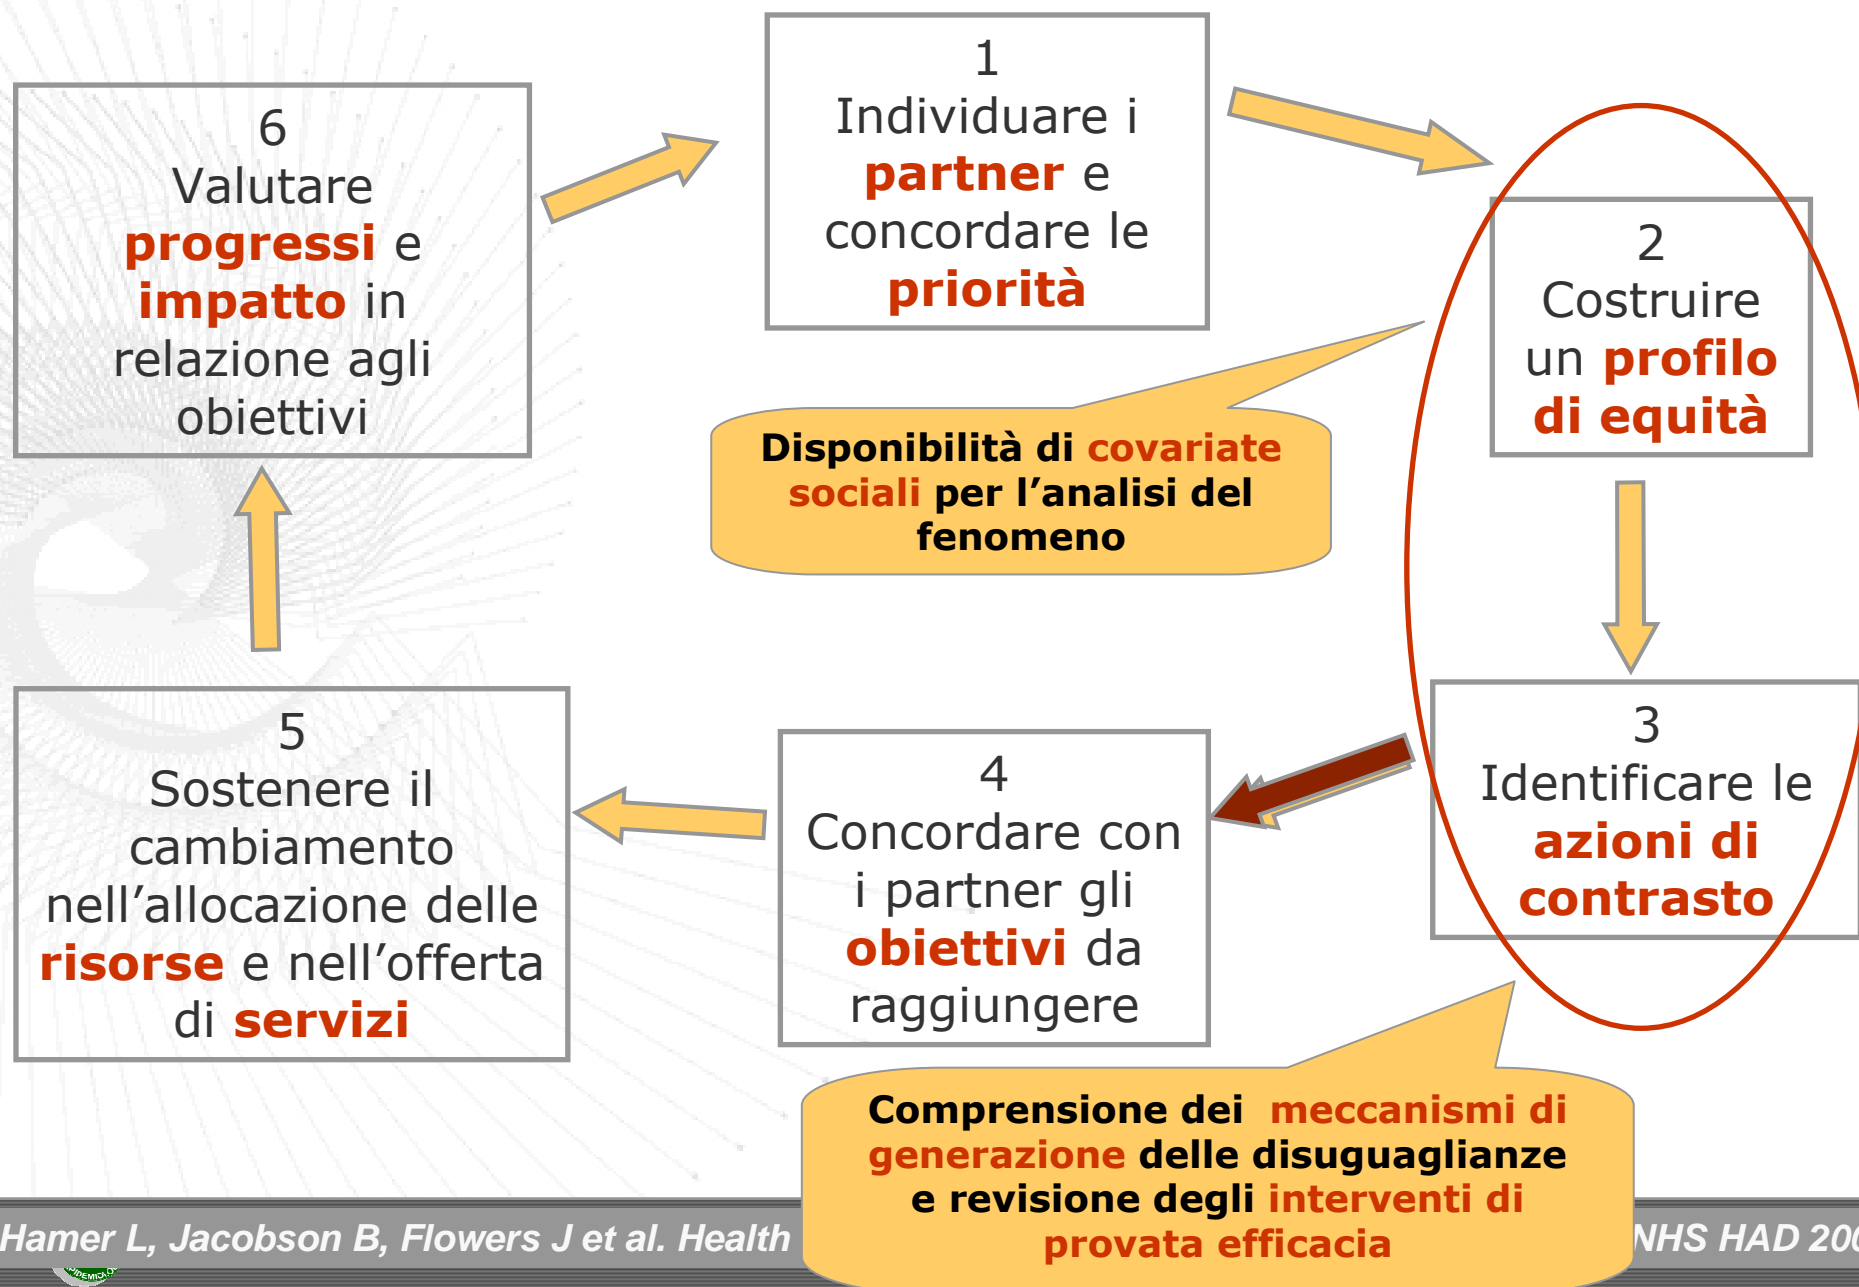 1
Individuare i
partner e
concordare le
priorità
2
Costruire
un profilo
di equità
3
Identificare le
azioni di
contrasto
4
Concordare con
i partner gli
obiettivi da
raggiungere
5
Sostenere il
cambiamento
nell’allocazione delle
risorse e nell’offerta
di servizi
6
Valutare
progressi e
impatto in
relazione agli
obiettivi
Disponibilità di covariate
sociali per l’analisi del
fenomeno
Comprensione dei meccanismi di
generazione delle disuguaglianze
e revisione degli interventi di
provata efficacia
Hamer L, Jacobson B, Flowers J et al. Health
NHS HAD